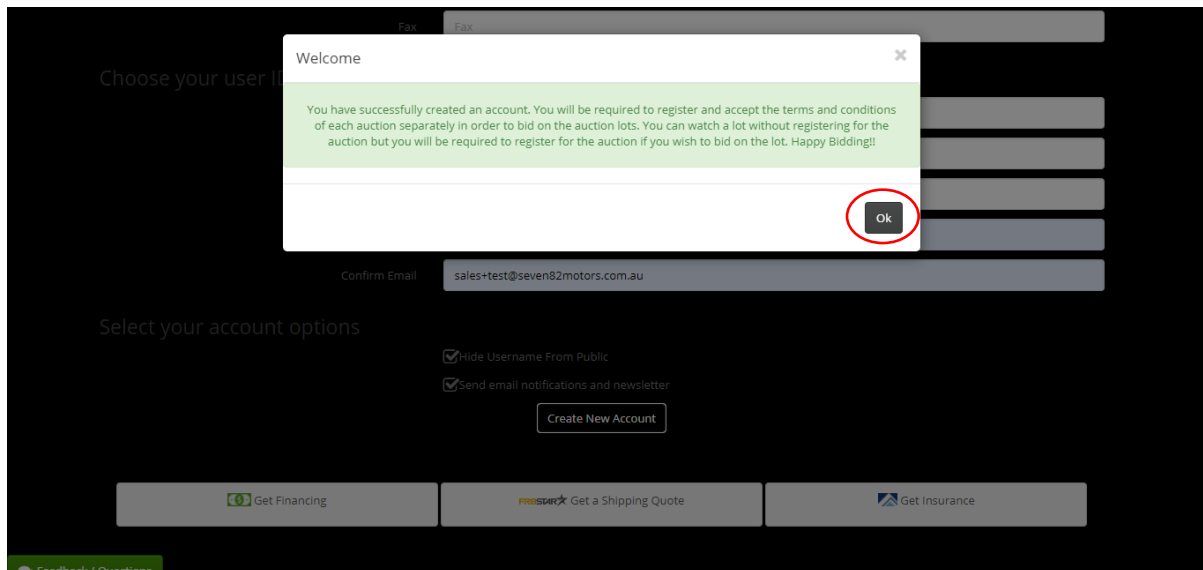 Fax
Fax
Welcome
×
Choose your user ID
You have successfully created an account. You will be required to register and accept the terms and conditions
of each auction separately in order to bid on the auction lots. You can watch a lot without registering for the
auction but you will be required to register for the auction if you wish to bid on the lot. Happy Bidding!!
Ok
Confirm Email
sales+test@seven82motors.com.au
Select your account options
Hide Username From Public
Send email notifications and newsletter
Create New Account
Get Financing
FR8STAR Get a Shipping Quote
Get Insurance
Feedback / Questions